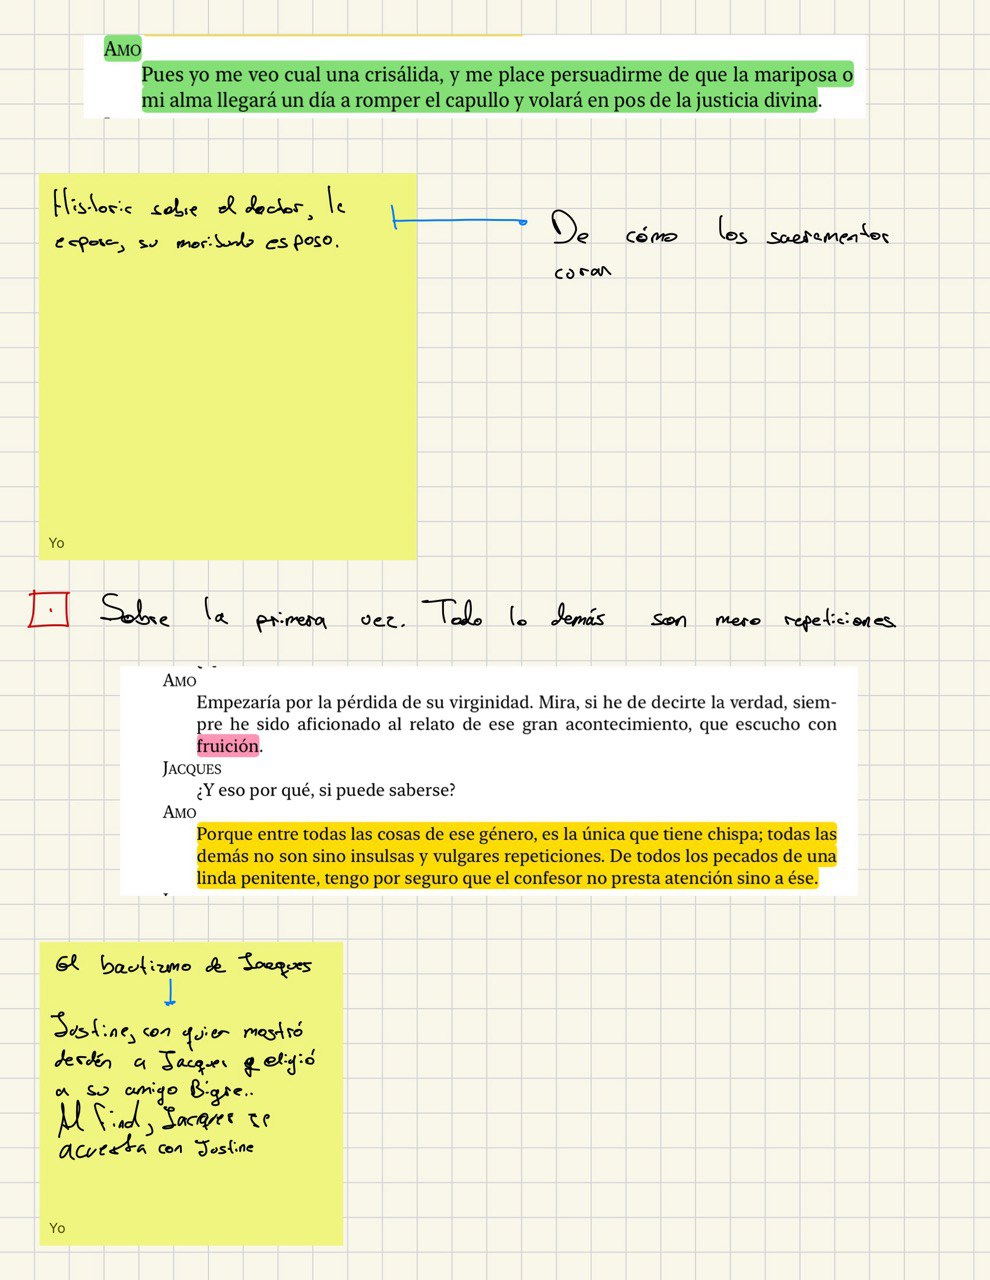 AMO
Pues yo me veo cual una crisálida, y me place persuadirme de que la mariposa o
mi alma llegará un día a romper el capullo y volará en pos de la justicia divina.
Historia sobre el doctor, la
esposa, su moribundo esposo.
De cómo los sacramentos
coran
Yo
Sobre la primera vez. Todo lo demás son mero repeticiones
AMO
Empezaría por la pérdida de su virginidad. Mira, si he de decirte la verdad, siem-
pre he sido aficionado al relato de ese gran acontecimiento, que escucho con
fruición.
JACQUES
¿Y eso por qué, si puede saberse?
AMO
Porque entre todas las cosas de ese género, es la única que tiene chispa; todas las
demás no son sino insulsas y vulgares repeticiones. De todos los pecados de una
linda penitente, tengo por seguro que el confesor no presta atención sino a ése.
El bautizmo de Jacques
Justine, con quien mostró
desdén a Jacques y eligió
a su amigo Bigre..
Al final, Jacques se
acuesta con Justine
Yo